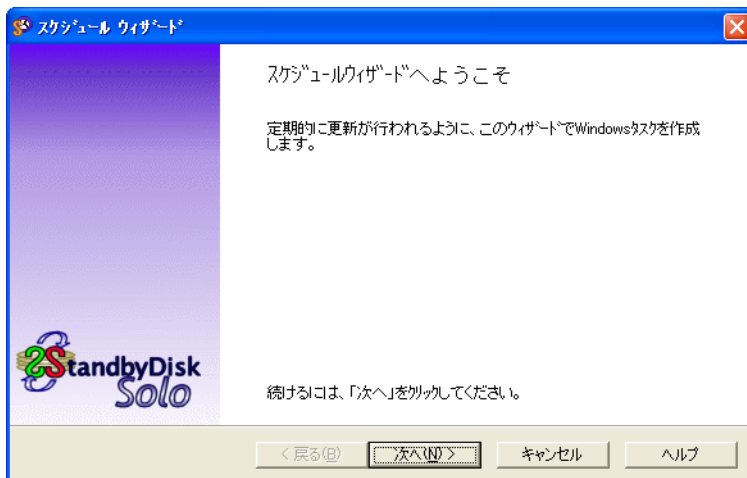 ｽｹｼﾞｭｰﾙ ｳｨｻﾞｰﾄﾞ
ｽｹｼﾞｭｰﾙｳｨｻﾞｰﾄﾞへようこそ
定期的に更新が行われるように、このｳｨｻﾞｰﾄﾞでWindowsﾀｽｸを作成
します。
2StandbyDisk
Solo
続けるには、「次へ」をｸﾘｯｸしてください。
< 戻る(B)
次へ(N) >
キャンセル
ヘルプ